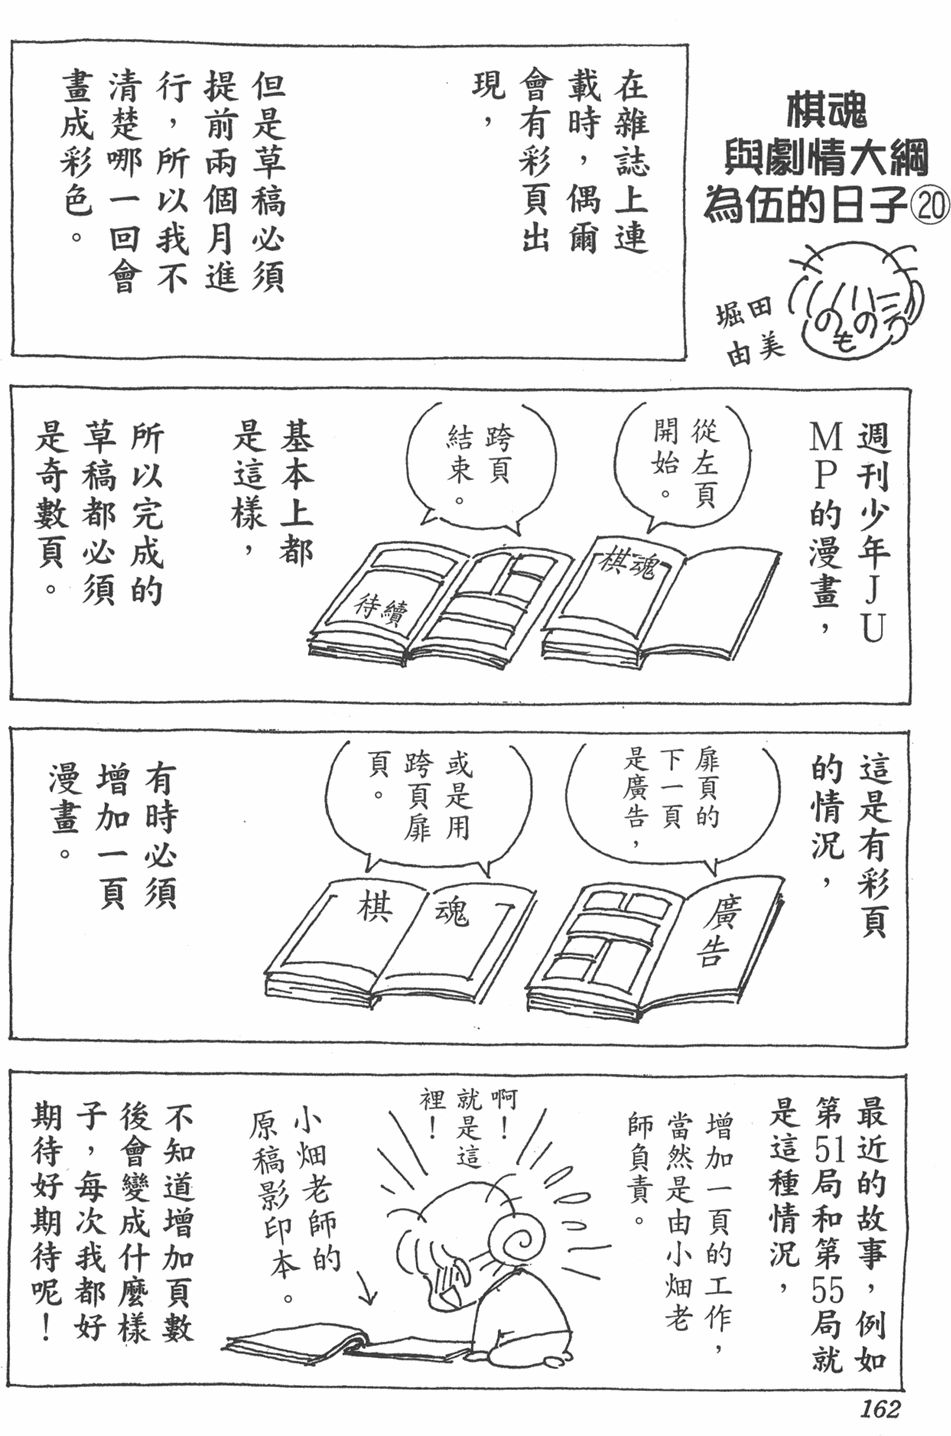 棋魂
與劇情大綱
為伍的日子⑳
堀田
由美
のの
も
在雜誌上連
載時，偶爾
會有彩頁出
現，
但是草稿必須
提前兩個月進
行，所以我不
清楚哪一回會
畫成彩色。
週刊少年JU
MP的漫畫，
從左頁
開始。
棋魂
跨頁
結束。
待續
基本上都
是這樣，
所以完成的
草稿都必須
是奇數頁。
這是有彩頁
的情況，
扉頁的
下一頁
是廣告，
廣告
或是用
跨頁扉
頁。
棋魂
有時必須
增加一頁
漫畫。
最近的故事，例如
第51局和第55局就
是這種情況，
增加一頁的工作，
當然是由小畑老
師負責。
啊！
就是這
裡！
小畑老師的
原稿影印本。
不知道增加頁數
後會變成什麼樣
子，每次我都好
期待好期待呢！
162